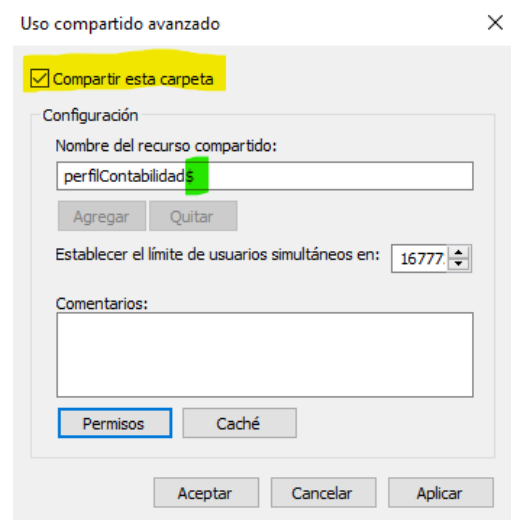 Uso compartido avanzado
Compartir esta carpeta
Configuración
Nombre del recurso compartido:
perfilContabilidad$
Agregar Quitar
Establecer el límite de usuarios simultáneos en: 16777
Comentarios:
Permisos Caché
Aceptar Cancelar Aplicar